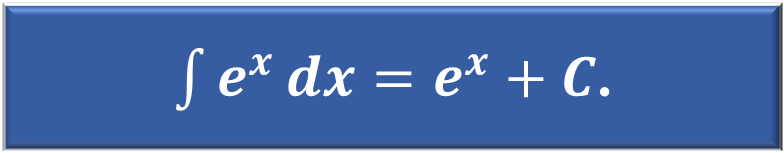 ∫ eˣ dx = eˣ + C.